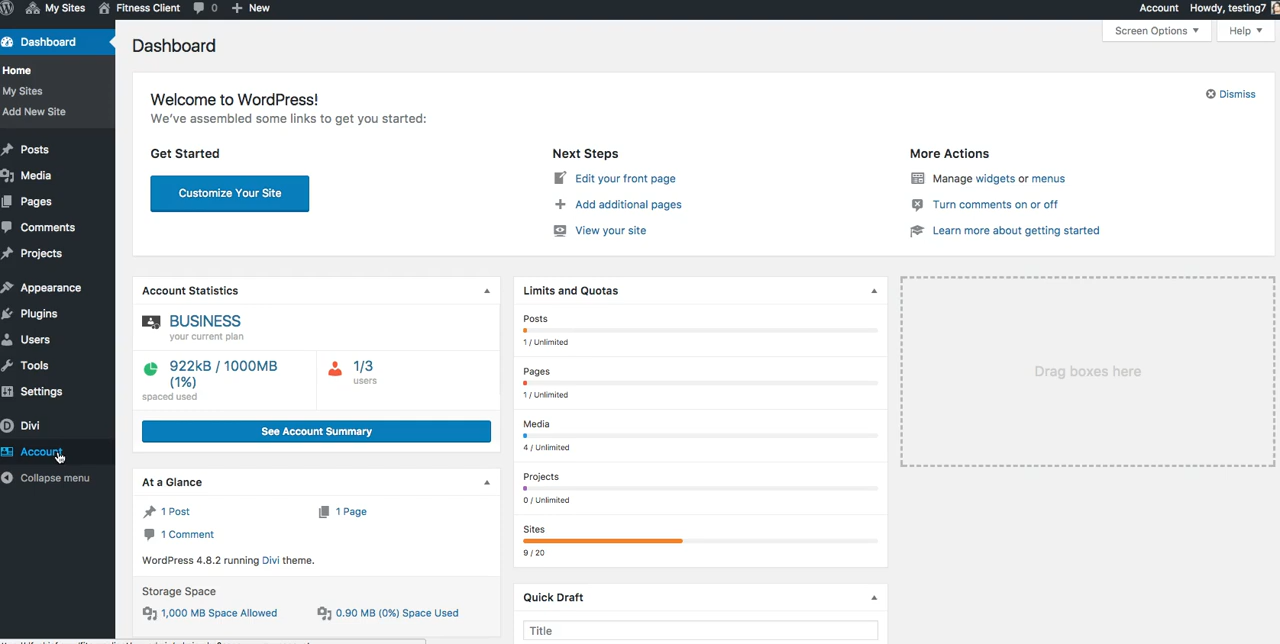 My Sites
Fitness Client
0
New
Account
Howdy, testing7
Dashboard
Home
My Sites
Add New Site
Posts
Media
Pages
Comments
Projects
Appearance
Plugins
Users
Tools
Settings
Divi
Account
Collapse menu
Dashboard
Screen Options
Help
Welcome to WordPress!
We've assembled some links to get you started:
Dismiss
Get Started
Customize Your Site
Next Steps
Edit your front page
Add additional pages
View your site
More Actions
Manage widgets or menus
Turn comments on or off
Learn more about getting started
Account Statistics
BUSINESS
your current plan
922kB / 1000MB
(1%)
spaced used
1/3
users
See Account Summary
At a Glance
1 Post
1 Page
1 Comment
WordPress 4.8.2 running Divi theme.
Storage Space
1,000 MB Space Allowed
0.90 MB (0%) Space Used
Limits and Quotas
Posts
1 / Unlimited
Pages
1 / Unlimited
Media
4 / Unlimited
Projects
0 / Unlimited
Sites
9 / 20
Quick Draft
Title
Drag boxes here